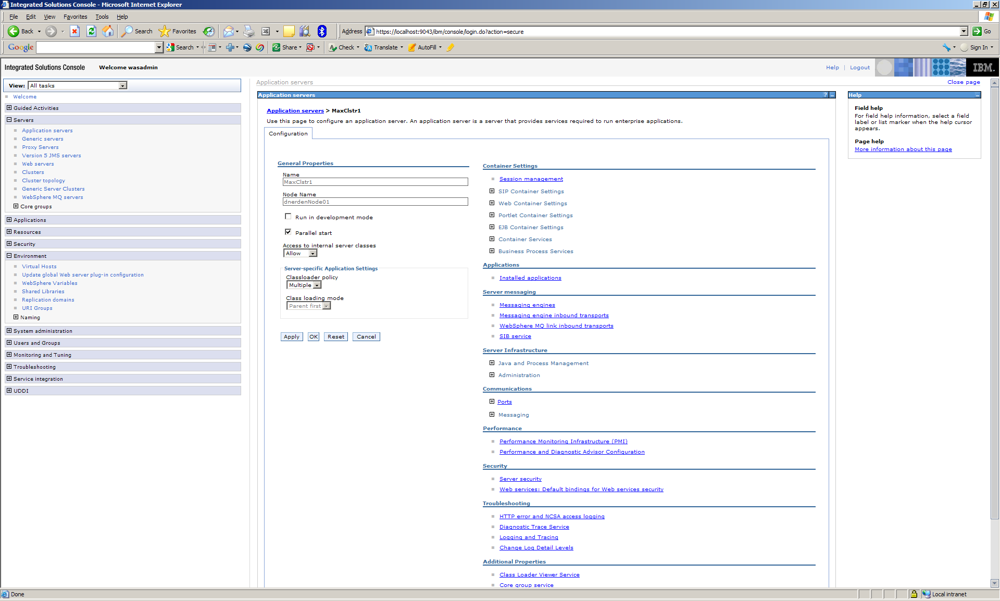 Integrated Solutions Console - Microsoft Internet Explorer
File Edit View Favorites Tools Help
Back Search Favorites Address https://localhost:9043/ibm/console/login.do?action=secure Go
Google Search Share Check Translate AutoFill Sign In
Integrated Solutions Console Welcome wasadmin Help | Logout IBM.
View: All tasks
Welcome
Guided Activities
Servers
Application servers
Generic servers
Proxy Servers
Version 5 JMS servers
Web servers
Clusters
Cluster topology
Generic Server Clusters
WebSphere MQ servers
Core groups
Applications
Resources
Security
Environment
Virtual Hosts
Update global Web server plug-in configuration
WebSphere Variables
Shared Libraries
Replication domains
URI Groups
Naming
System administration
Users and Groups
Monitoring and Tuning
Troubleshooting
Service integration
UDDI
Application servers
Close page
Application servers ?
Application servers > MaxClstr1
Use this page to configure an application server. An application server is a server that provides services required to run enterprise applications.
Configuration
General Properties
Name
MaxClstr1
Node Name
dnerdenNode01
Run in development mode
Parallel start
Access to internal server classes
Allow
Server-specific Application Settings
Classloader policy
Multiple
Class loading mode
Parent first
Apply OK Reset Cancel
Container Settings
Session management
SIP Container Settings
Web Container Settings
Portlet Container Settings
EJB Container Settings
Container Services
Business Process Services
Applications
Installed applications
Server messaging
Messaging engines
Messaging engine inbound transports
WebSphere MQ link inbound transports
SIB service
Server Infrastructure
Java and Process Management
Administration
Communications
Ports
Messaging
Performance
Performance Monitoring Infrastructure (PMI)
Performance and Diagnostic Advisor Configuration
Security
Server security
Web services: Default bindings for Web services security
Troubleshooting
HTTP error and NCSA access logging
Diagnostic Trace Service
Logging and Tracing
Change Log Detail Levels
Additional Properties
Class Loader Viewer Service
Core group service
Help
Field help
For field help information, select a field
label or list marker when the help cursor
appears.
Page help
More information about this page
Done
Local intranet